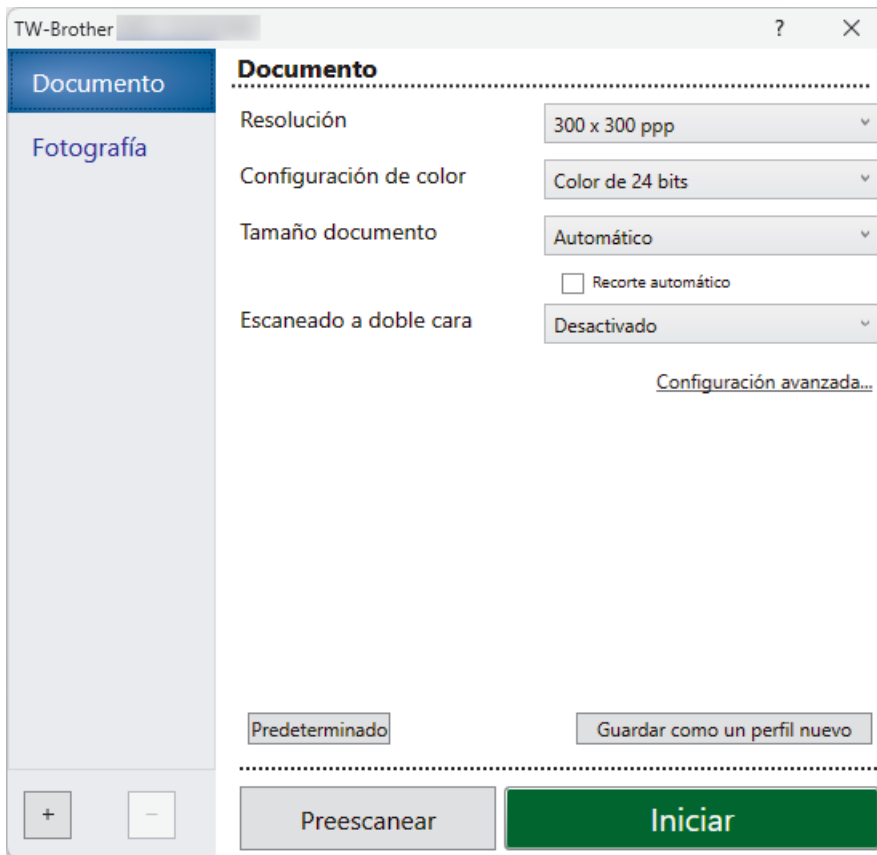 TW-Brother ?
Documento
Fotografía
Documento
Resolución 300 x 300 ppp
Configuración de color Color de 24 bits
Tamaño documento Automático
Recorte automático
Escaneado a doble cara Desactivado
Configuración avanzada...
Predeterminado Guardar como un perfil nuevo
+ −
Preescanear Iniciar